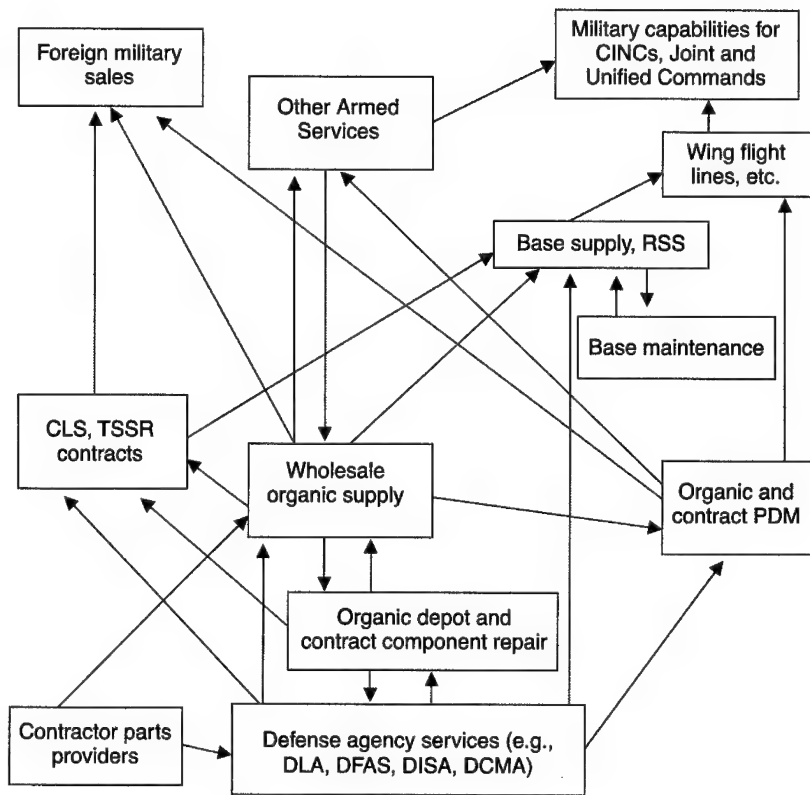 Foreign military
sales
Military capabilities for
CINCs, Joint and
Unified Commands
Other Armed
Services
Wing flight
lines, etc.
Base supply, RSS
Base maintenance
CLS, TSSR
contracts
Wholesale
organic supply
Organic and
contract PDM
Organic depot and
contract component repair
Contractor parts
providers
Defense agency services (e.g.,
DLA, DFAS, DISA, DCMA)